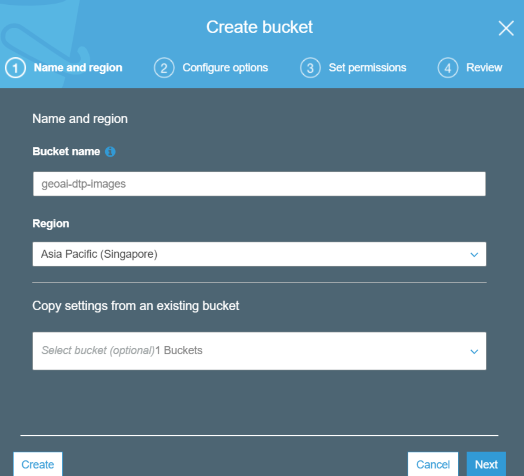 Create bucket
1 Name and region 2 Configure options 3 Set permissions 4 Review
Name and region
Bucket name i
geoai-dtp-images
Region
Asia Pacific (Singapore)
Copy settings from an existing bucket
Select bucket (optional)1 Buckets
Create Cancel Next